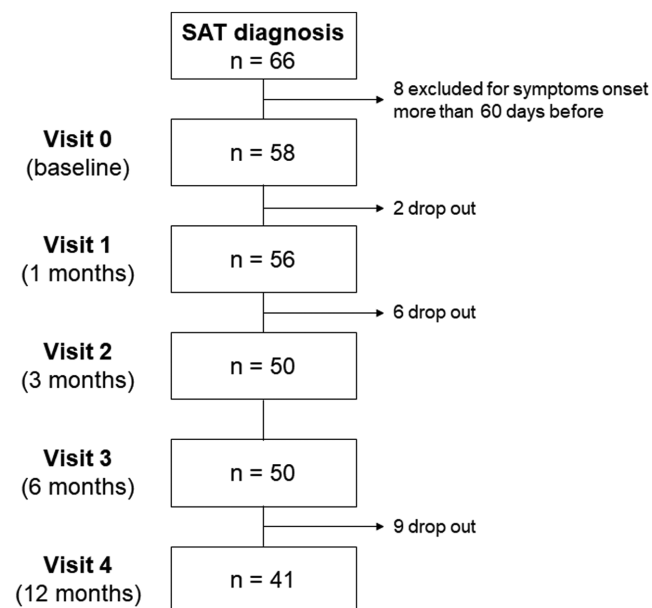 SAT diagnosis
n = 66
8 excluded for symptoms onset
more than 60 days before
Visit 0
(baseline)
n = 58
2 drop out
Visit 1
(1 months)
n = 56
6 drop out
Visit 2
(3 months)
n = 50
Visit 3
(6 months)
n = 50
9 drop out
Visit 4
(12 months)
n = 41